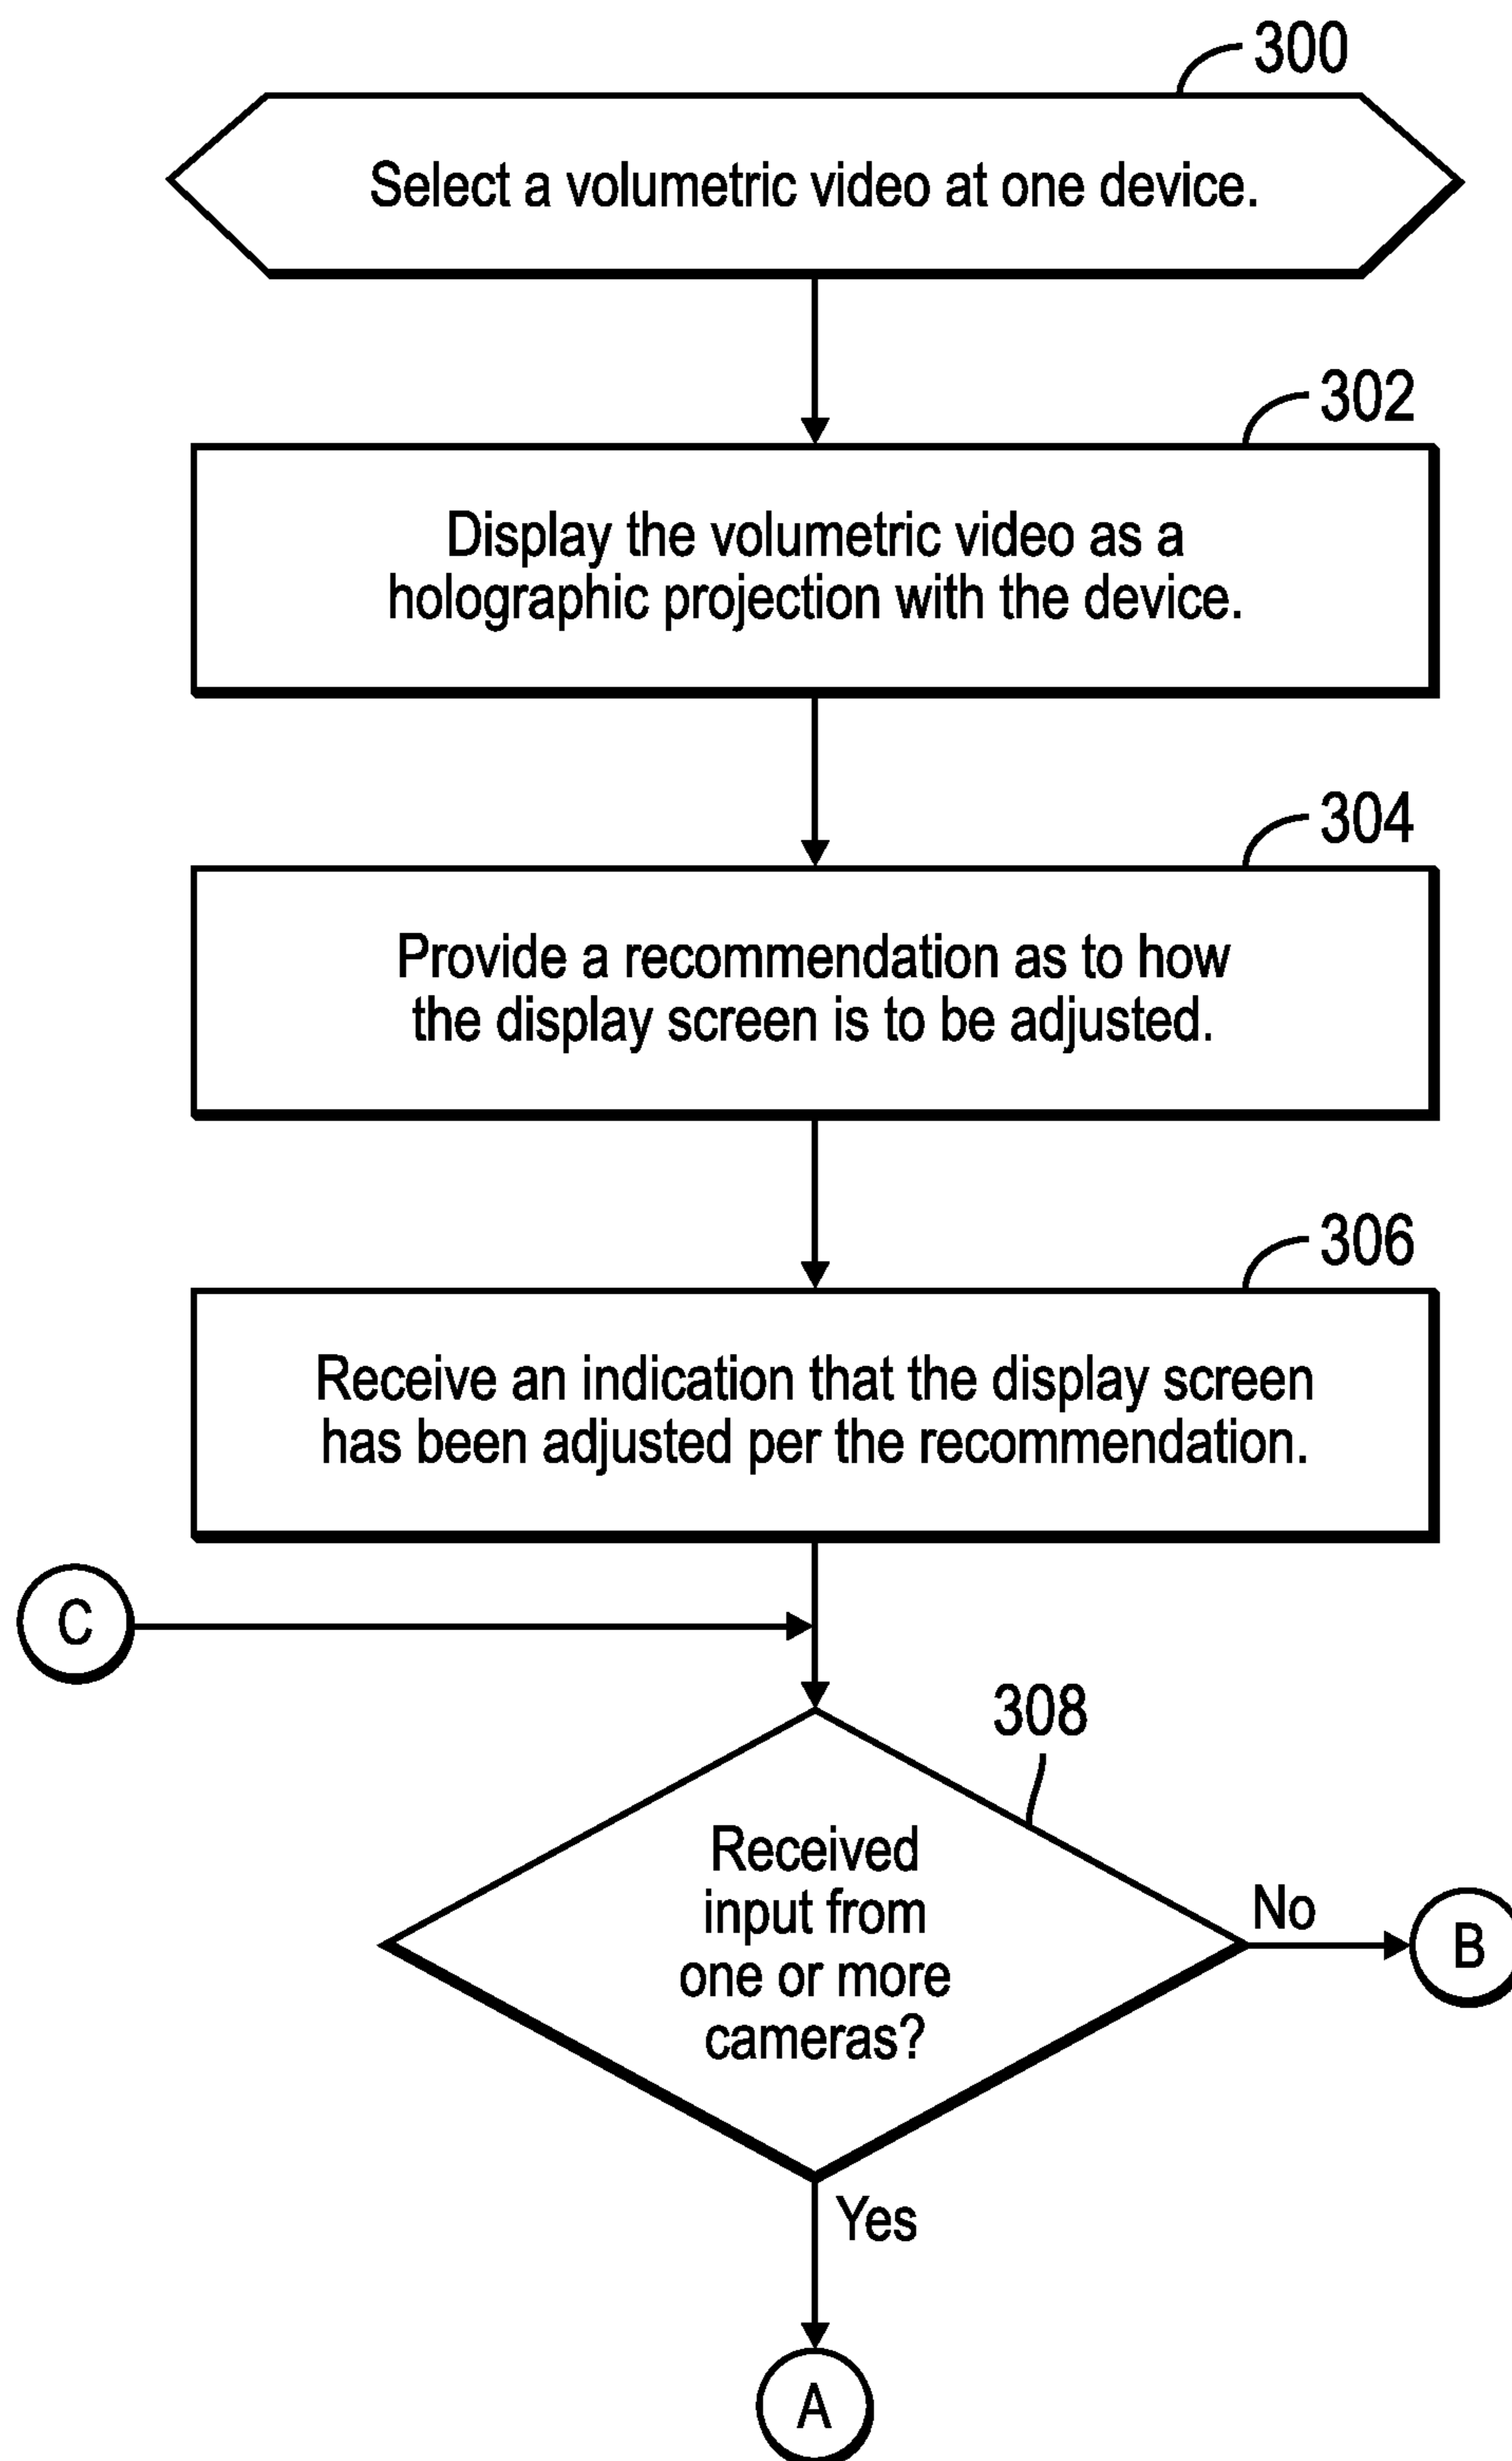 300
Select a volumetric video at one device.
302
Display the volumetric video as a
holographic projection with the device.
304
Provide a recommendation as to how
the display screen is to be adjusted.
306
Receive an indication that the display screen
has been adjusted per the recommendation.
C
308
Received
input from
one or more
cameras?
No
B
Yes
A